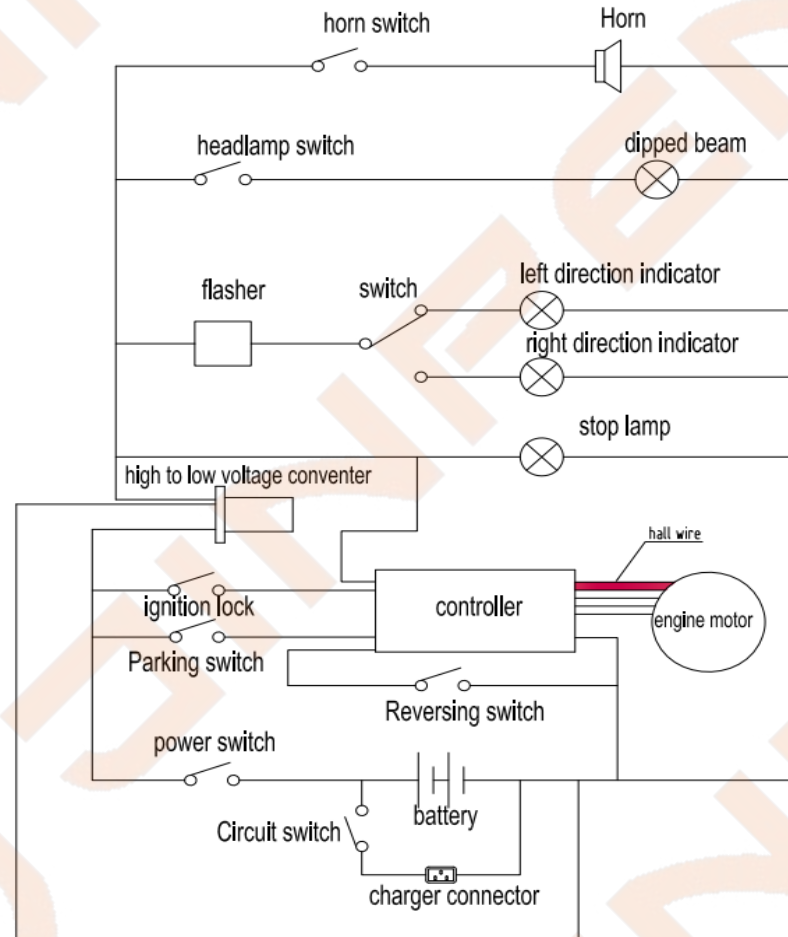 horn switch
Horn
headlamp switch
dipped beam
flasher
switch
left direction indicator
right direction indicator
stop lamp
high to low voltage conventer
hall wire
ignition lock
controller
engine motor
Parking switch
Reversing switch
power switch
battery
Circuit switch
charger connector